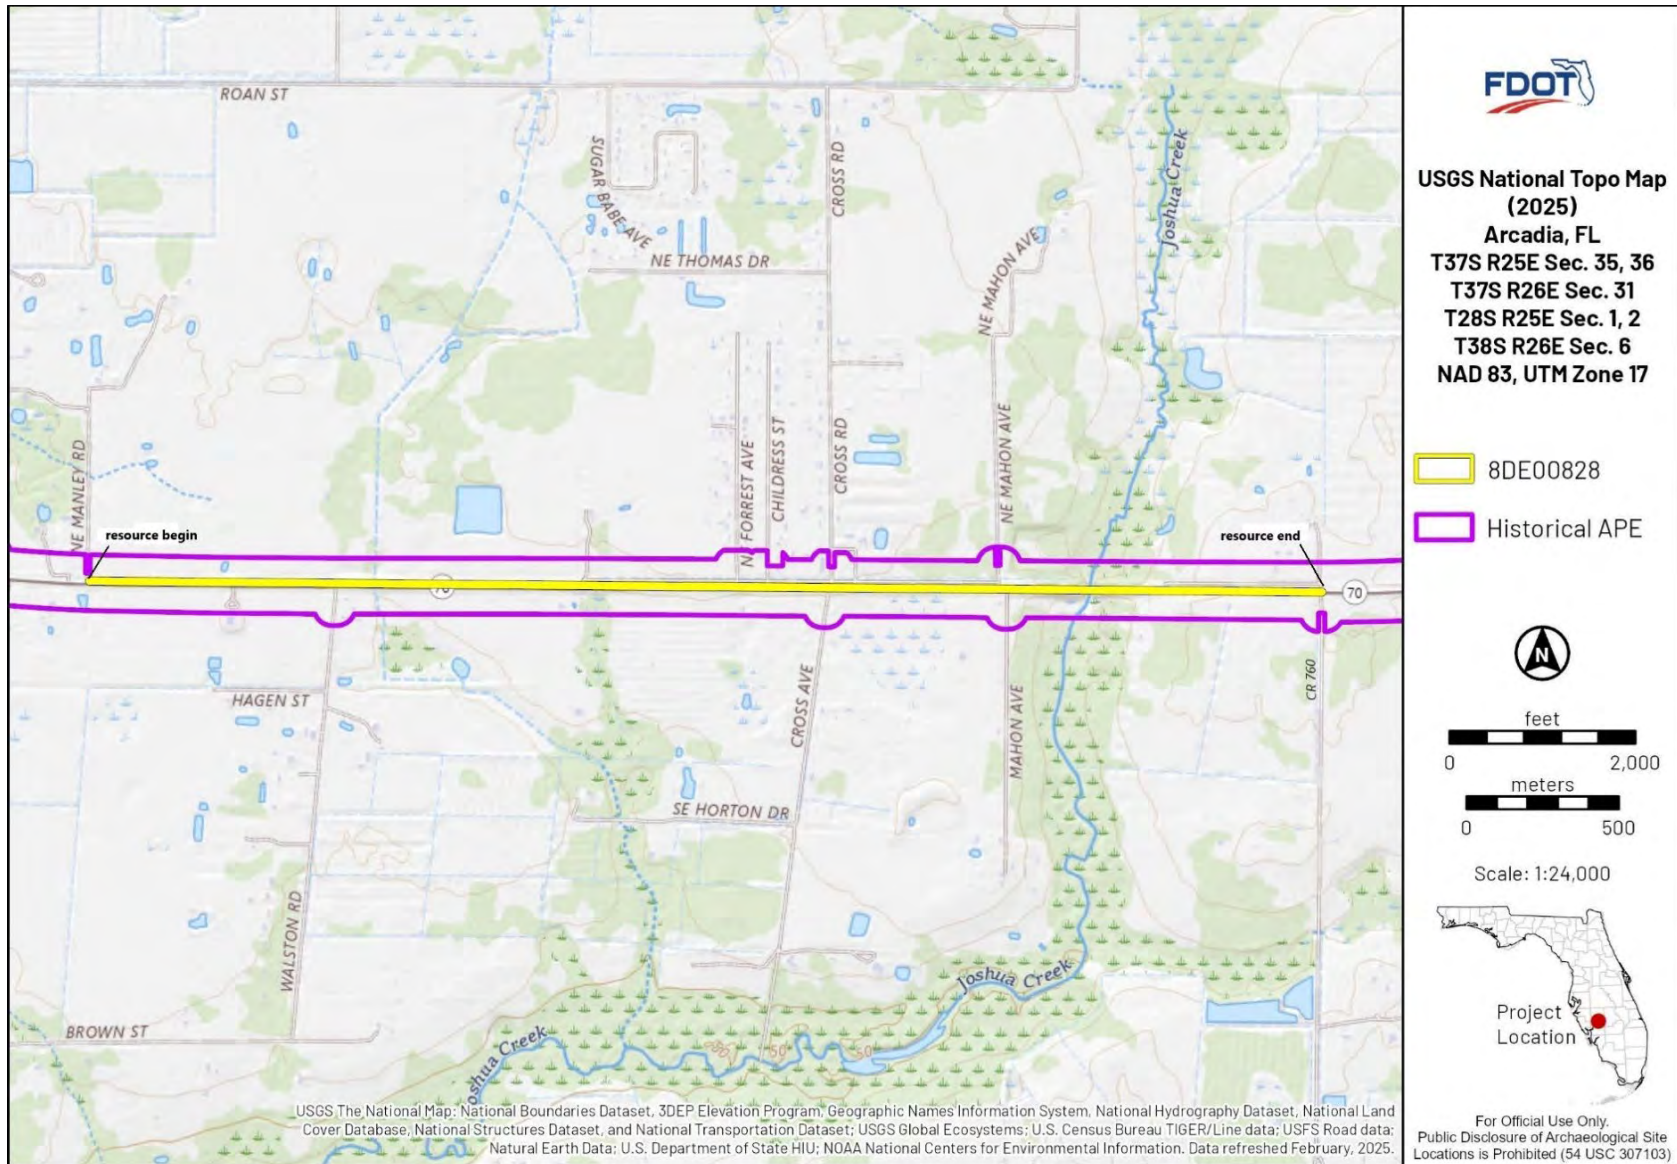 ROAN ST
SUGAR BABE AVE
CROSS RD
Joshua Creek
NE THOMAS DR
NE MAHON AVE
NE MANLEY RD
CHILDRESS ST
CROSS RD
NE MAHON AVE
resource begin
resource end
70
CR 760
HAGEN ST
CROSS AVE
MAHON AVE
SE HORTON DR
WALSTON RD
Joshua Creek
BROWN ST
50
50
USGS The National Map: National Boundaries Dataset, 3DEP Elevation Program, Geographic Names Information System, National Hydrography Dataset, National Land
Cover Database, National Structures Dataset, and National Transportation Dataset; USGS Global Ecosystems; U.S. Census Bureau TIGER/Line data; USFS Road data;
Natural Earth Data; U.S. Department of State HIU; NOAA National Centers for Environmental Information. Data refreshed February, 2025.
FDOT
USGS National Topo Map
(2025)
Arcadia, FL
T37S R25E Sec. 35, 36
T37S R26E Sec. 31
T28S R25E Sec. 1, 2
T38S R26E Sec. 6
NAD 83, UTM Zone 17
8DE00828
Historical APE
N
feet
0 2,000
meters
0 500
Scale: 1:24,000
Project
Location
For Official Use Only.
Public Disclosure of Archaeological Site
Locations is Prohibited (54 USC 307103)